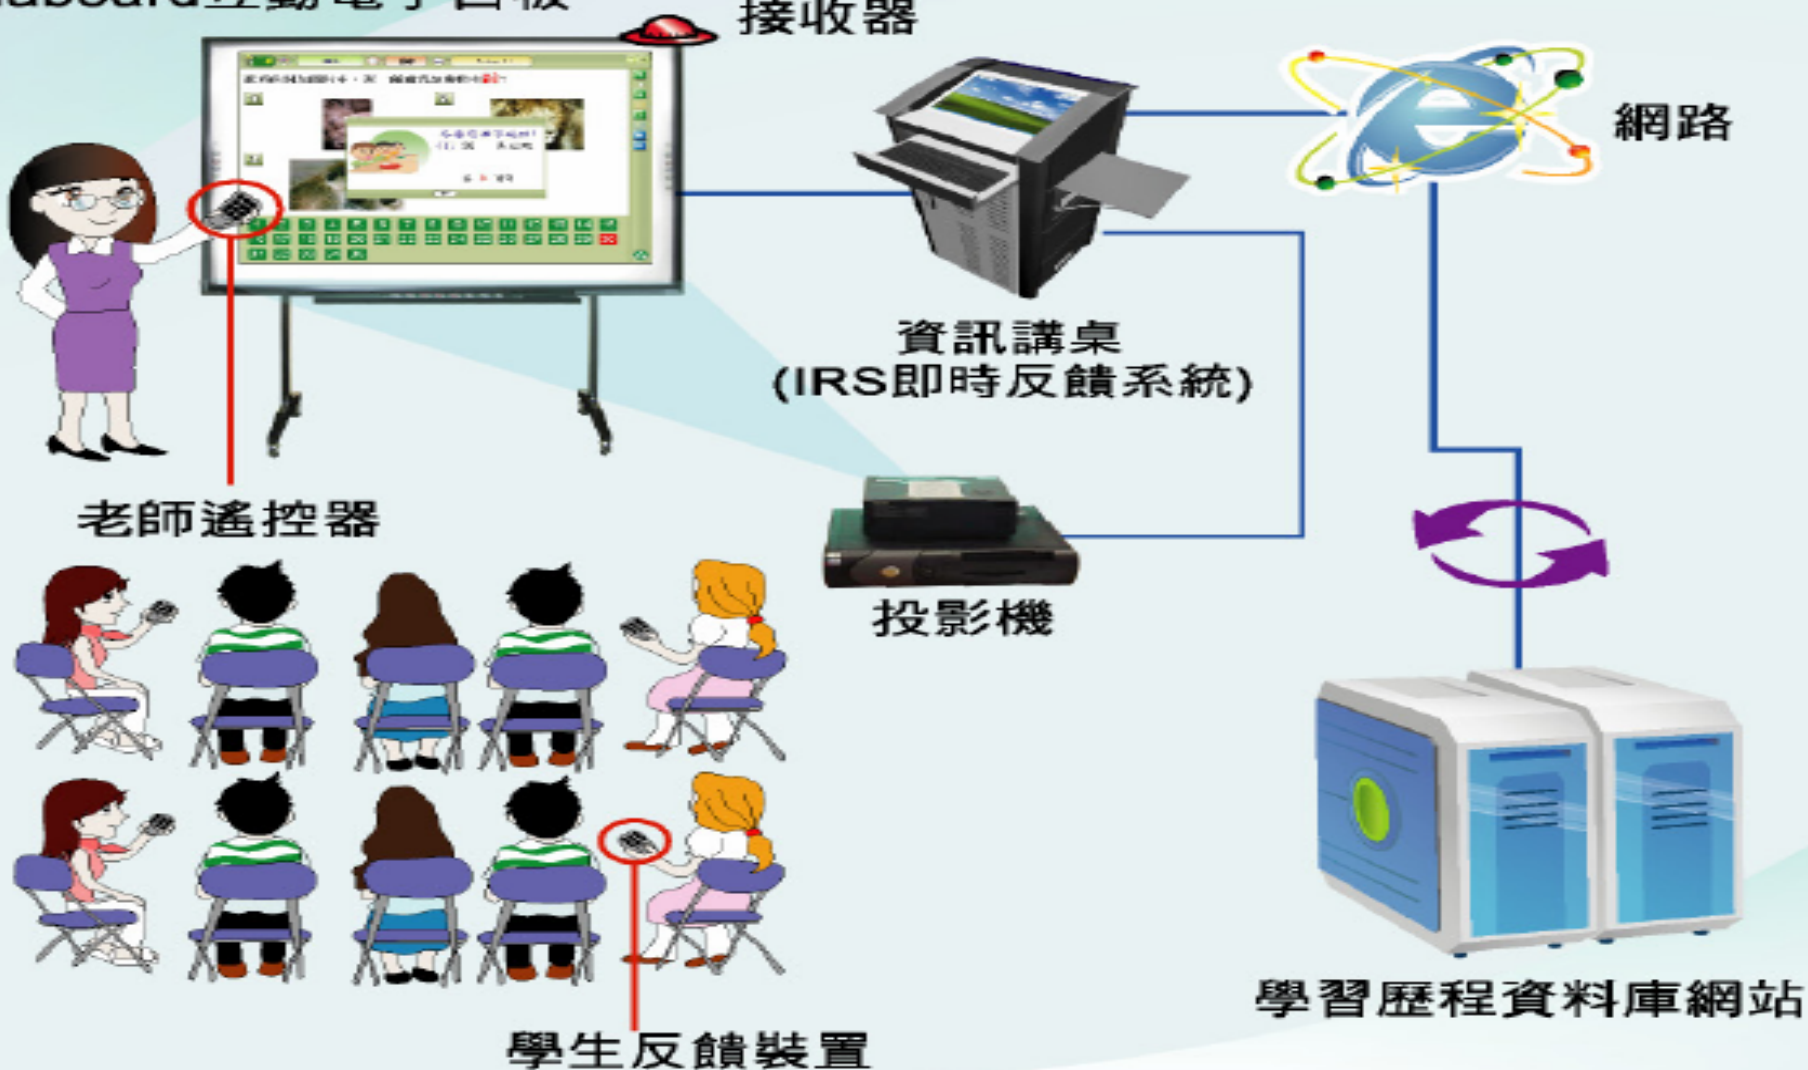 接收器
網路
資訊講桌
(IRS即時反饋系統)
老師遙控器
投影機
學習歷程資料庫網站
學生反饋裝置